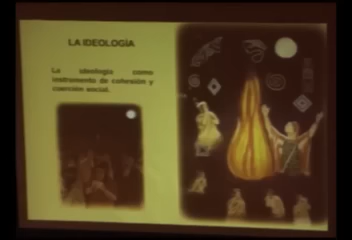 LA IDEOLOGÍA
La ideología como
instrumento de cohesión y
coerción social.